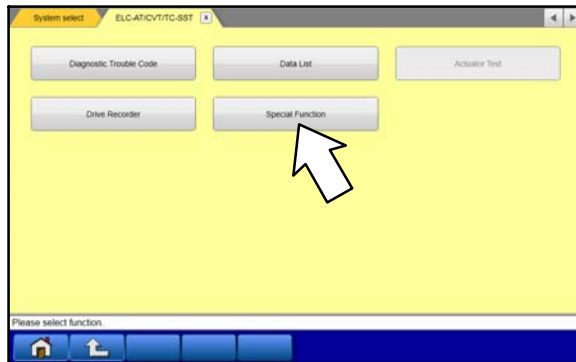 System select ELC-AT/CVT/TC-SST x
Diagnostic Trouble Code Data List Actuator Test
Drive Recorder Special Function
Please select function.